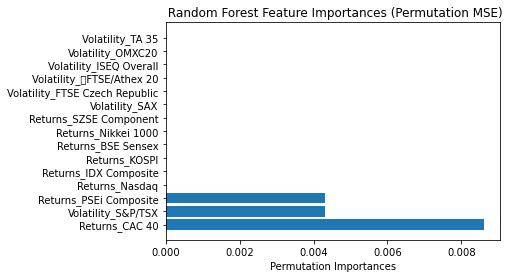 Random Forest Feature Importances (Permutation MSE)
Volatility_TA 35
Volatility_OMXC20
Volatility_ISEQ Overall
Volatility_▯FTSE/Athex 20
Volatility_FTSE Czech Republic
Volatility_SAX
Returns_SZSE Component
Returns_Nikkei 1000
Returns_BSE Sensex
Returns_KOSPI
Returns_IDX Composite
Returns_Nasdaq
Returns_PSEi Composite
Volatility_S&P/TSX
Returns_CAC 40
0.000 0.002 0.004 0.006 0.008
Permutation Importances